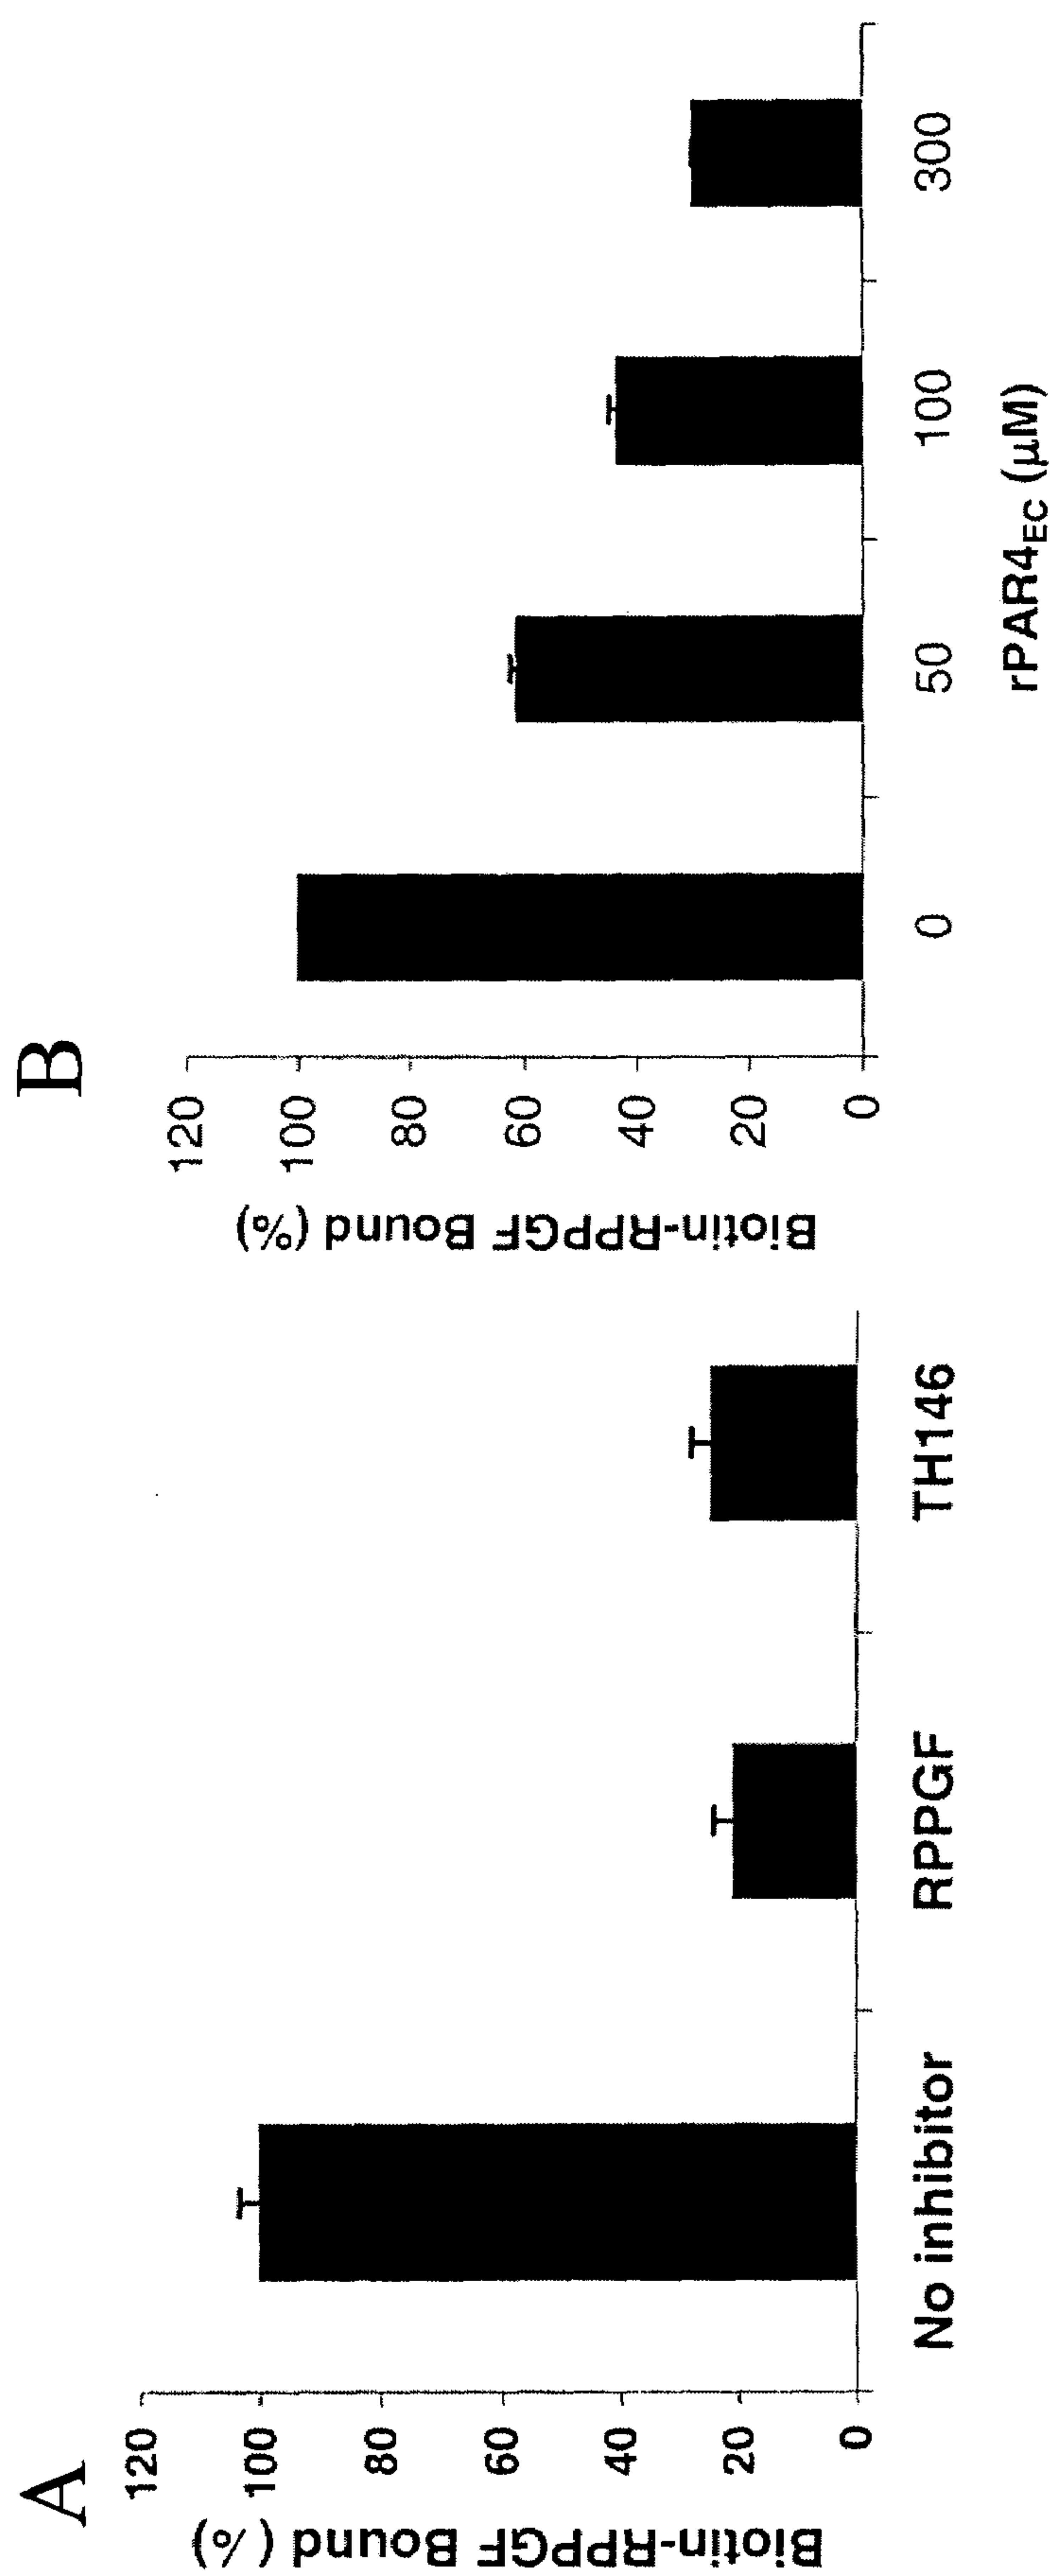 A
Biotin-RPPGF Bound (%)
120
100
80
60
40
20
0
No inhibitor
RPPGF
TH146
B
Biotin-RPPGF Bound (%)
120
100
80
60
40
20
0
0
50
100
300
rPAR4EC (μM)